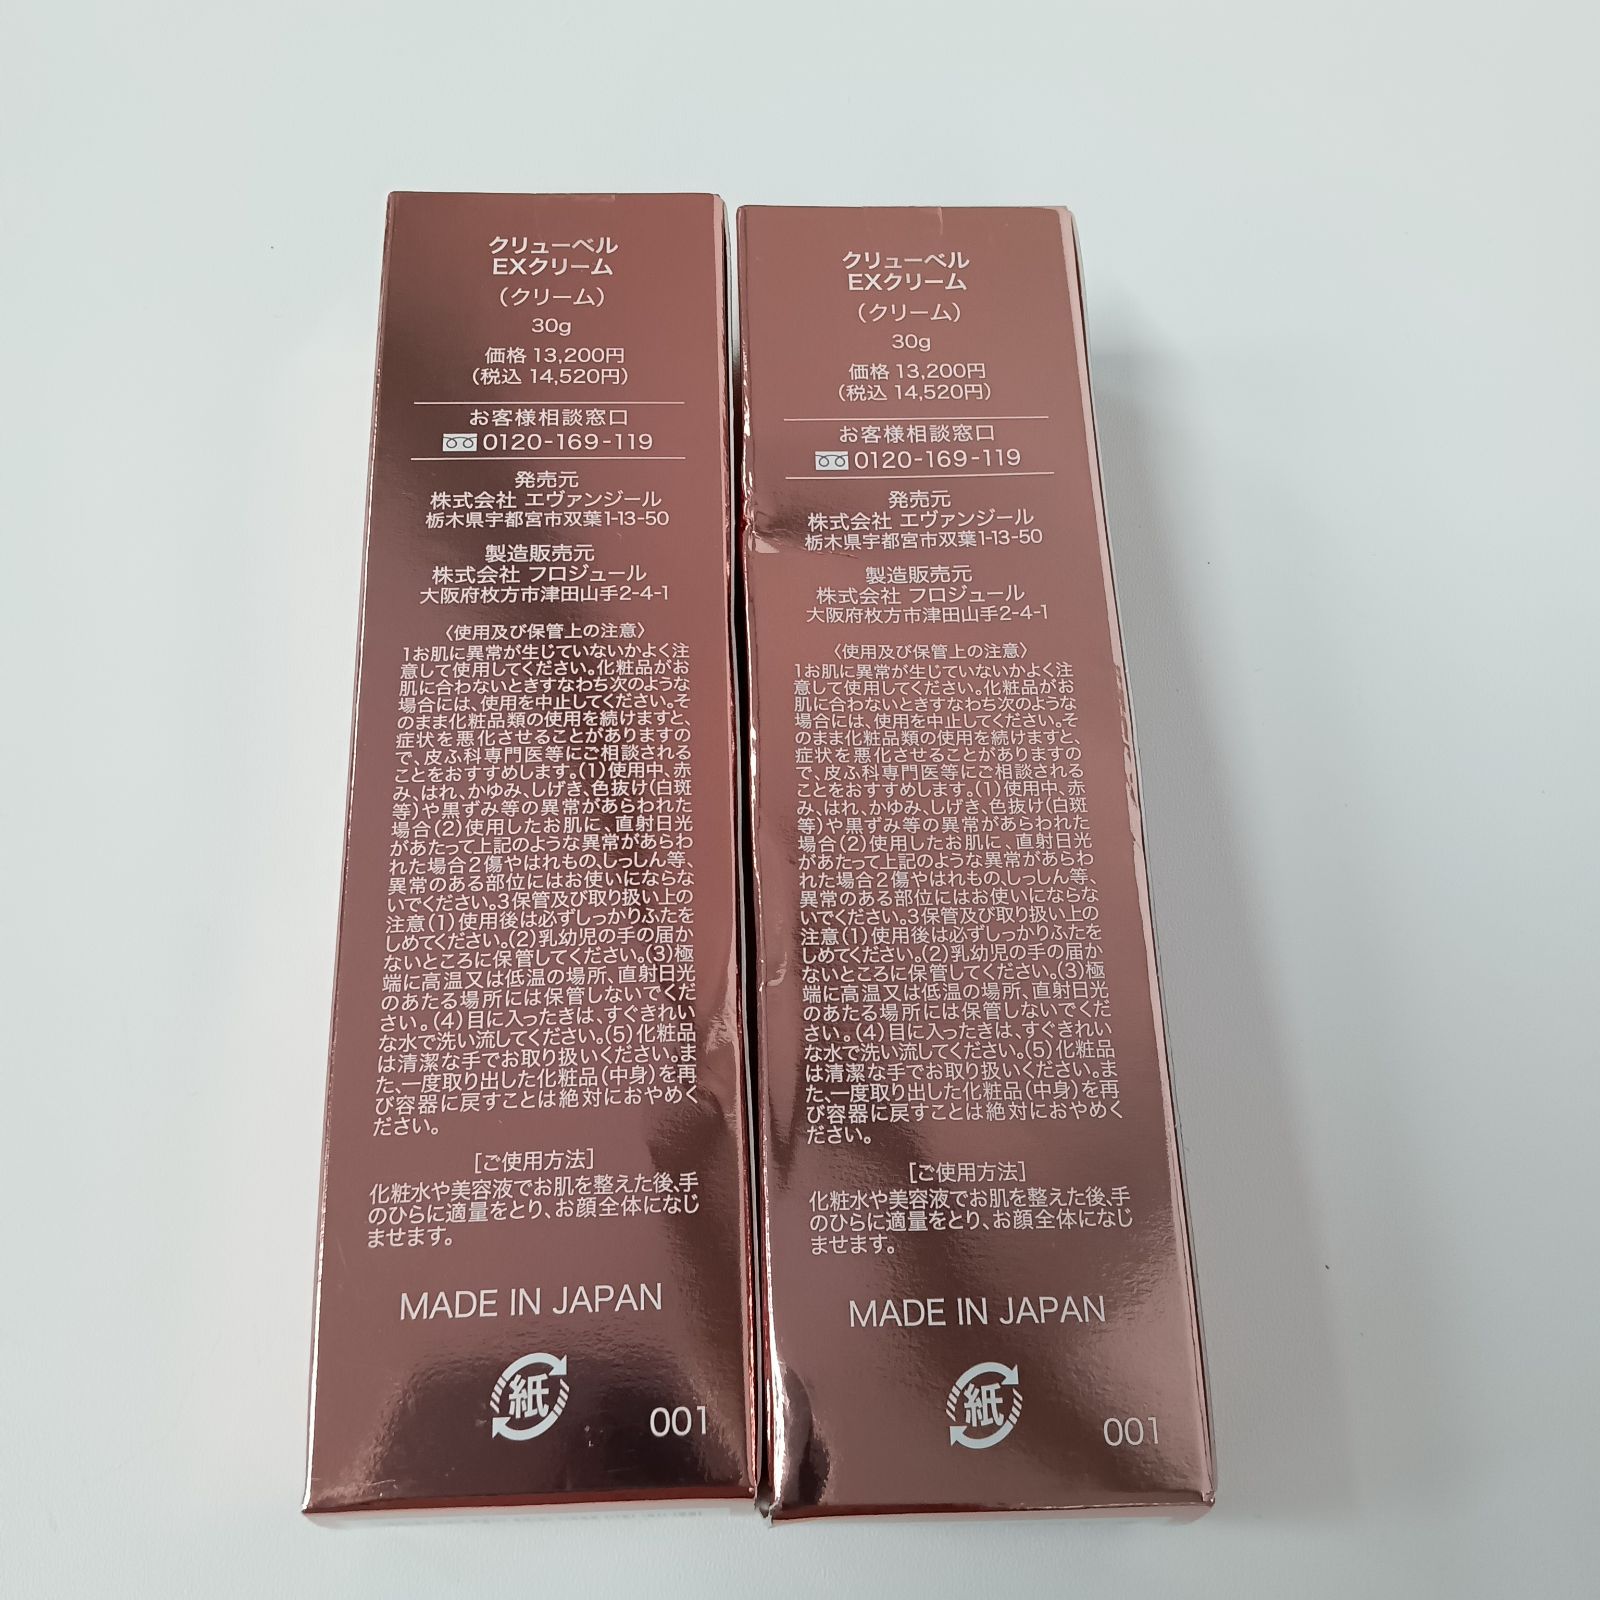 クリューベル
EXクリーム
（クリーム）
30g
価格 13,200円
（税込 14,520円）
お客様相談窓口
0120-169-119
発売元
株式会社 エヴァンジール
栃木県宇都宮市双葉1-13-50
製造販売元
株式会社 フロジュール
大阪府枚方市津田山手2-4-1
〈使用及び保管上の注意〉
1お肌に異常が生じていないかよく注
意して使用してください。化粧品がお
肌に合わないときすなわち次のような
場合には、使用を中止してください。そ
のまま化粧品類の使用を続けますと、
症状を悪化させることがありますの
で、皮ふ科専門医等にご相談される
ことをおすすめします。(1)使用中、赤
み、はれ、かゆみ、しげき、色抜け(白斑
等)や黒ずみ等の異常があらわれた
場合(2)使用したお肌に、直射日光
があたって上記のような異常があらわ
れた場合2傷やはれもの、しっしん等、
異常のある部位にはお使いにならな
いでください。3保管及び取り扱い上の
注意(1)使用後は必ずしっかりふたを
しめてください。(2)乳幼児の手の届か
ないところに保管してください。(3)極
端に高温又は低温の場所、直射日光
のあたる場所には保管しないでくだ
さい。(4)目に入ったときは、すぐきれい
な水で洗い流してください。(5)化粧品
は清潔な手でお取り扱いください。ま
た、一度取り出した化粧品(中身)を再
び容器に戻すことは絶対におやめく
ださい。
[ご使用方法]
化粧水や美容液でお肌を整えた後、手
のひらに適量をとり、お顔全体になじ
ませます。
MADE IN JAPAN
紙
001
クリューベル
EXクリーム
（クリーム）
30g
価格 13,200円
（税込 14,520円）
お客様相談窓口
0120-169-119
発売元
株式会社 エヴァンジール
栃木県宇都宮市双葉1-13-50
製造販売元
株式会社 フロジュール
大阪府枚方市津田山手2-4-1
〈使用及び保管上の注意〉
1お肌に異常が生じていないかよく注
意して使用してください。化粧品がお
肌に合わないときすなわち次のような
場合には、使用を中止してください。そ
のまま化粧品類の使用を続けますと、
症状を悪化させることがありますの
で、皮ふ科専門医等にご相談される
ことをおすすめします。(1)使用中、赤
み、はれ、かゆみ、しげき、色抜け(白斑
等)や黒ずみ等の異常があらわれた
場合(2)使用したお肌に、直射日光
があたって上記のような異常があらわ
れた場合2傷やはれもの、しっしん等、
異常のある部位にはお使いにならな
いでください。3保管及び取り扱い上の
注意(1)使用後は必ずしっかりふたを
しめてください。(2)乳幼児の手の届か
ないところに保管してください。(3)極
端に高温又は低温の場所、直射日光
のあたる場所には保管しないでくだ
さい。(4)目に入ったときは、すぐきれい
な水で洗い流してください。(5)化粧品
は清潔な手でお取り扱いください。ま
た、一度取り出した化粧品(中身)を再
び容器に戻すことは絶対におやめく
ださい。
[ご使用方法]
化粧水や美容液でお肌を整えた後、手
のひらに適量をとり、お顔全体になじ
ませます。
MADE IN JAPAN
紙
001